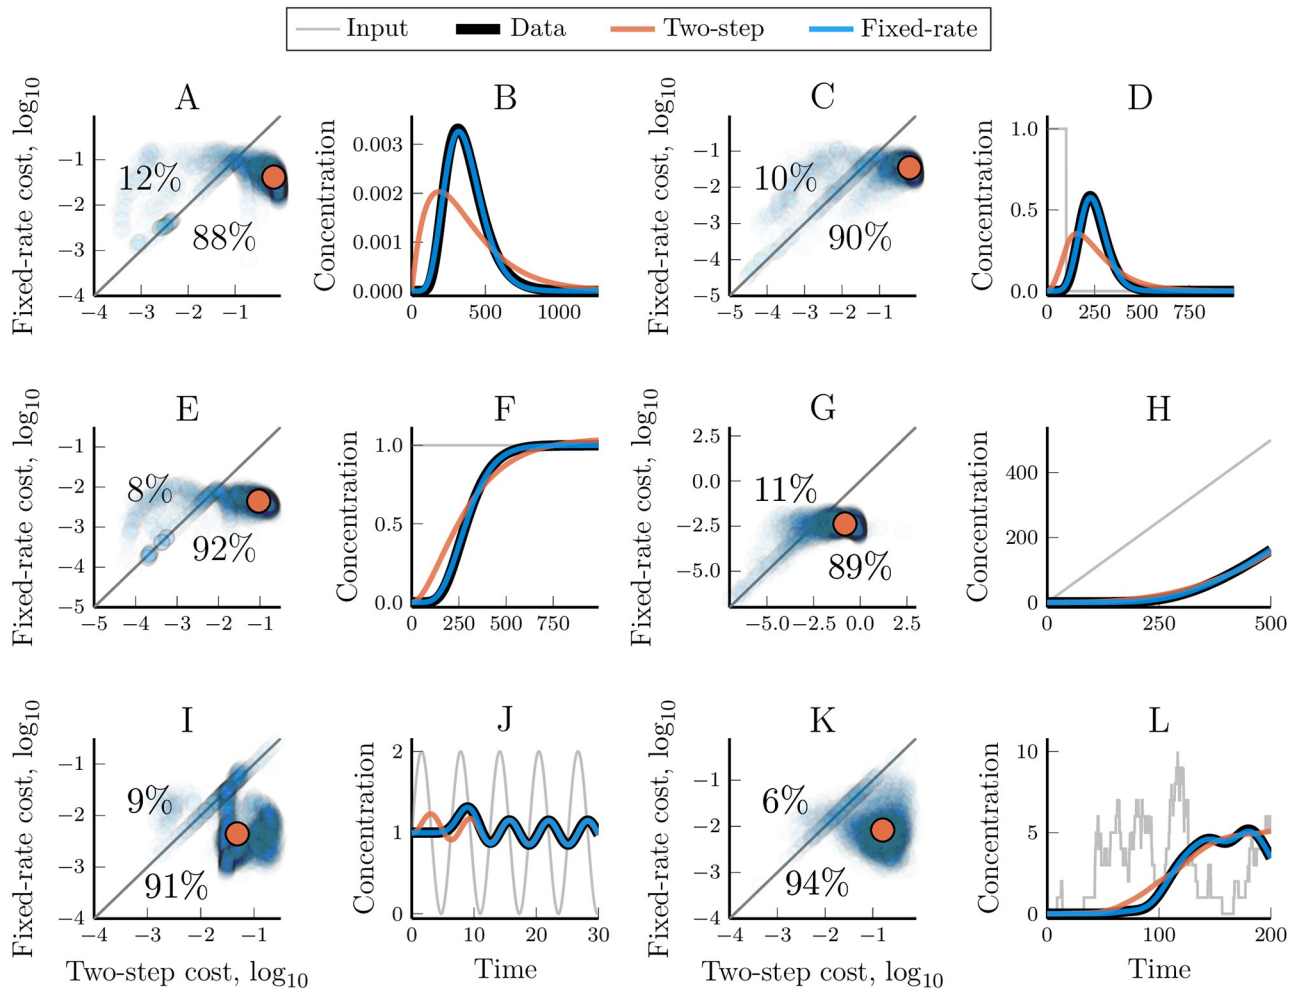 Input Data Two-step Fixed-rate
A B C D
Fixed-rate cost, log10
−1
−2
−3
−4
−4 −3 −2 −1
12%
88%
Concentration
0.003
0.002
0.001
0.000
0 500 1000
Fixed-rate cost, log10
−1
−2
−3
−4
−5
−5 −4 −3 −2 −1
10%
90%
Concentration
1.0
0.5
0.0
0 250 500 750
E F G H
Fixed-rate cost, log10
−1
−2
−3
−4
−5
−5 −4 −3 −2 −1
8%
92%
Concentration
1.0
0.5
0.0
0 250 500 750
Fixed-rate cost, log10
2.5
0.0
−2.5
−5.0
−5.0 −2.5 0.0 2.5
11%
89%
Concentration
400
200
0
0 250 500
I J K L
Fixed-rate cost, log10
−1
−2
−3
−4
−4 −3 −2 −1
9%
91%
Two-step cost, log10
Concentration
2
1
0
0 10 20 30
Time
Fixed-rate cost, log10
−1
−2
−3
−4
−4 −3 −2 −1
6%
94%
Two-step cost, log10
Concentration
10
5
0
0 100 200
Time